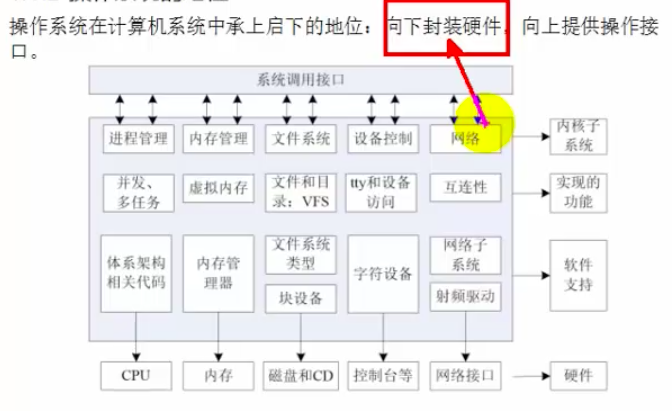 操作系统在计算机系统中承上启下的地位：向下封装硬件，向上提供操作接
口。
系统调用接口
进程管理 内存管理 文件系统 设备控制 网络 内核子
系统
并发、
多任务 虚拟内存 文件和目
录：VFS tty和设备
访问 互连性 实现的
功能
体系架构
相关代码 内存管
理器 文件系统
类型 字符设备 网络子
系统 软件
支持
块设备 射频驱动
CPU 内存 磁盘和CD 控制台等 网络接口 硬件